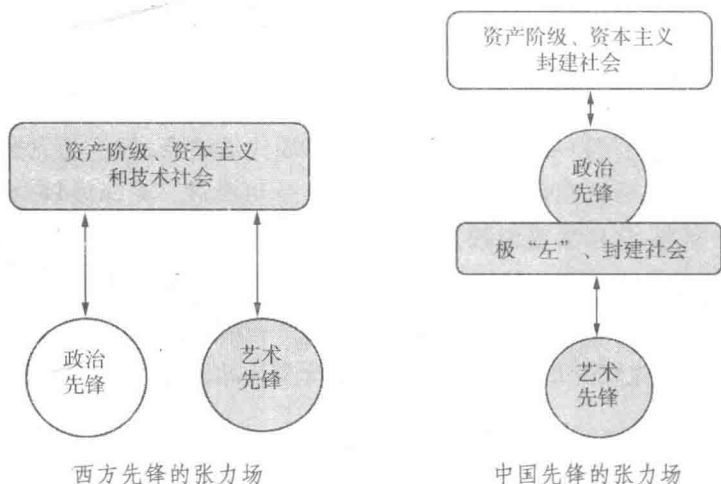 资产阶级、资本主义
和技术社会
政治
先锋
艺术
先锋
西方先锋的张力场
资产阶级、资本主义
封建社会
政治
先锋
极“左”、封建社会
艺术
先锋
中国先锋的张力场